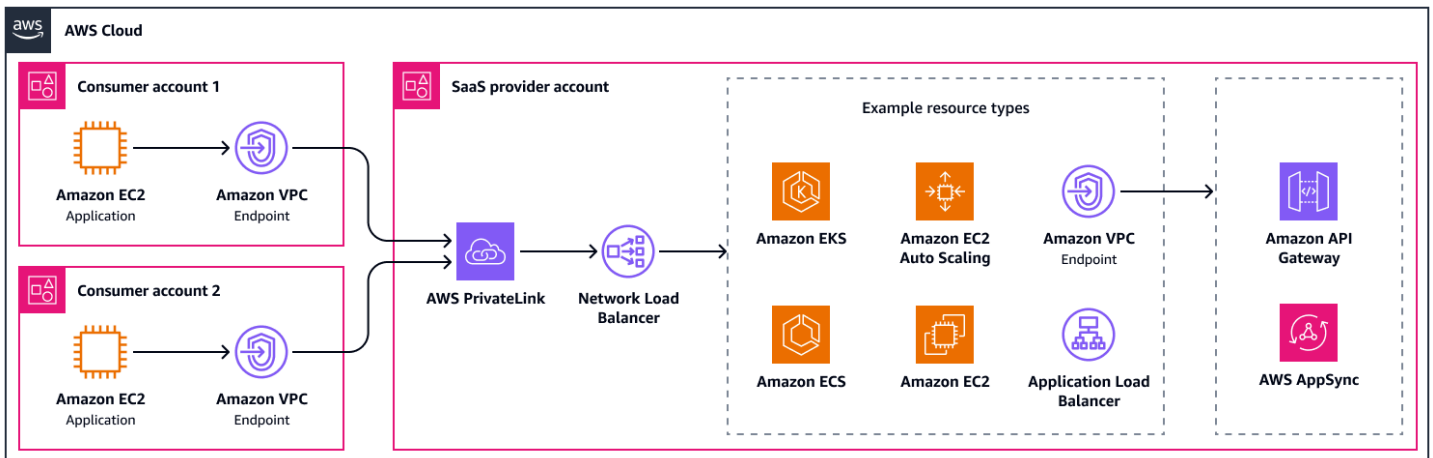 aws
AWS Cloud
Consumer account 1
Amazon EC2
Application
Amazon VPC
Endpoint
Consumer account 2
Amazon EC2
Application
Amazon VPC
Endpoint
SaaS provider account
AWS PrivateLink
Network Load
Balancer
Example resource types
K
Amazon EKS
Amazon EC2
Auto Scaling
Amazon VPC
Endpoint
Amazon ECS
Amazon EC2
Application Load
Balancer
</>
Amazon API
Gateway
AWS AppSync